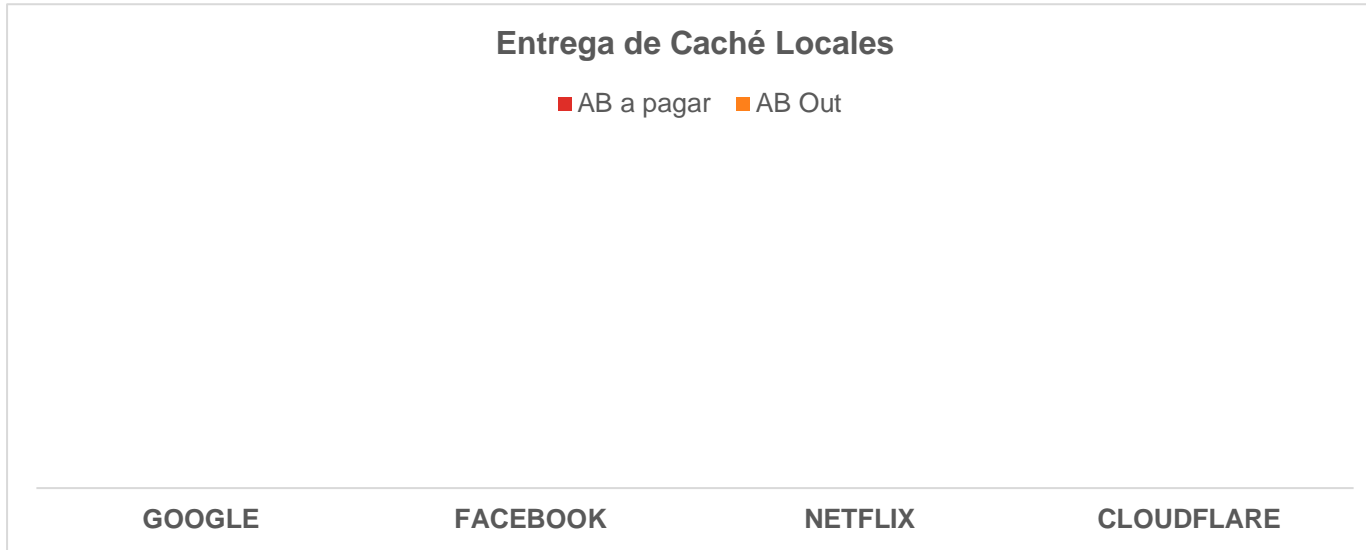 Entrega de Caché Locales
AB a pagar AB Out
GOOGLE FACEBOOK NETFLIX CLOUDFLARE